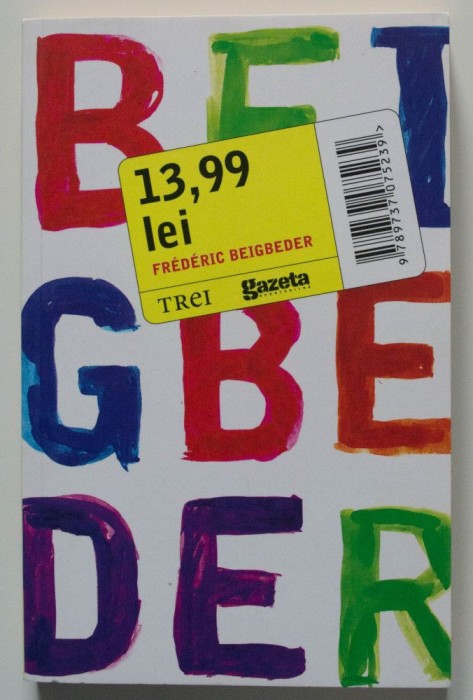 BEI
GBE
DER
13,99
lei
FRÉDÉRIC BEIGBEDER
TREI gazeta
9789737075239>